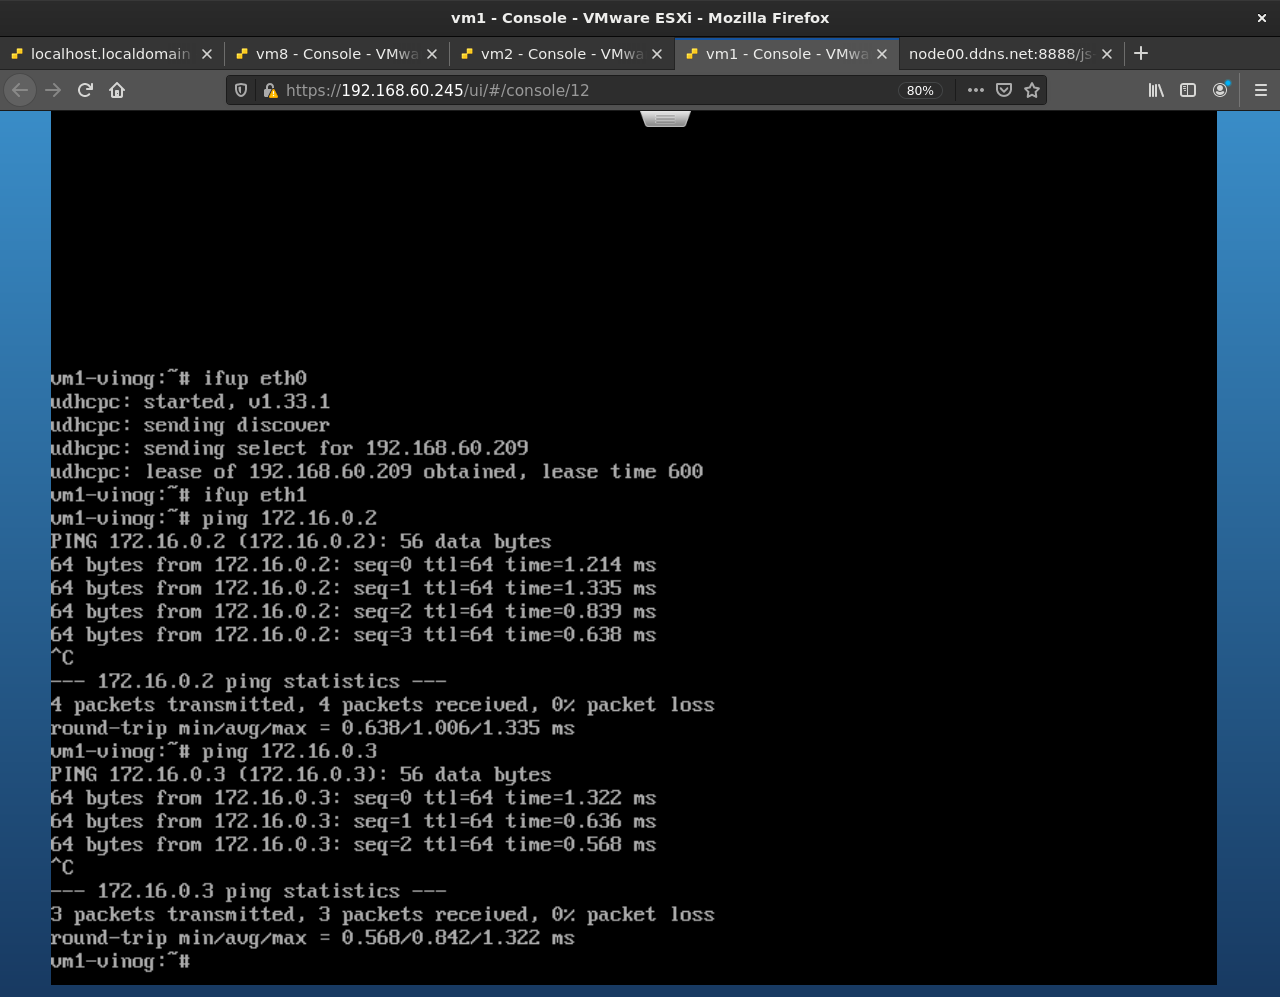 vm1 - Console - VMware ESXi - Mozilla Firefox
localhost.localdomain
vm8 - Console - VMwa
vm2 - Console - VMwa
vm1 - Console - VMwa
node00.ddns.net:8888/js
https://192.168.60.245/ui/#/console/12
80%
vm1-vinog:~# ifup eth0
udhcpc: started, v1.33.1
udhcpc: sending discover
udhcpc: sending select for 192.168.60.209
udhcpc: lease of 192.168.60.209 obtained, lease time 600
vm1-vinog:~# ifup eth1
vm1-vinog:~# ping 172.16.0.2
PING 172.16.0.2 (172.16.0.2): 56 data bytes
64 bytes from 172.16.0.2: seq=0 ttl=64 time=1.214 ms
64 bytes from 172.16.0.2: seq=1 ttl=64 time=1.335 ms
64 bytes from 172.16.0.2: seq=2 ttl=64 time=0.839 ms
64 bytes from 172.16.0.2: seq=3 ttl=64 time=0.638 ms
^C
--- 172.16.0.2 ping statistics ---
4 packets transmitted, 4 packets received, 0% packet loss
round-trip min/avg/max = 0.638/1.006/1.335 ms
vm1-vinog:~# ping 172.16.0.3
PING 172.16.0.3 (172.16.0.3): 56 data bytes
64 bytes from 172.16.0.3: seq=0 ttl=64 time=1.322 ms
64 bytes from 172.16.0.3: seq=1 ttl=64 time=0.636 ms
64 bytes from 172.16.0.3: seq=2 ttl=64 time=0.568 ms
^C
--- 172.16.0.3 ping statistics ---
3 packets transmitted, 3 packets received, 0% packet loss
round-trip min/avg/max = 0.568/0.842/1.322 ms
vm1-vinog:~#